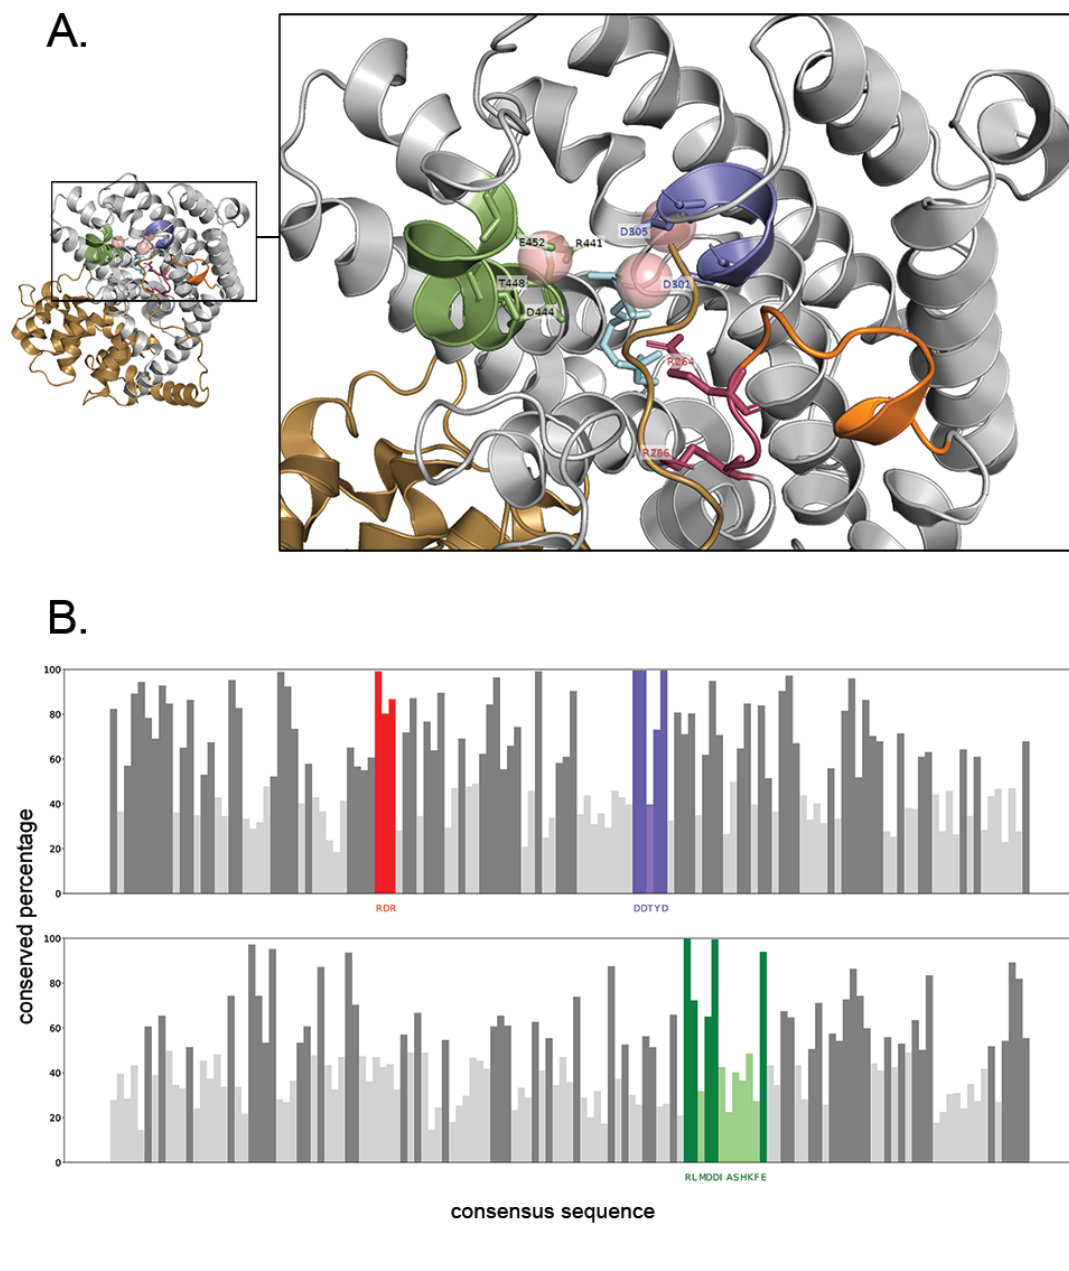 A.
D305
E452
R441
T448
D301
D444
R264
R266
B.
conserved percentage
100
80
60
40
20
0
RDR
DDTYD
100
80
60
40
20
0
RLMDDI ASHKFE
consensus sequence